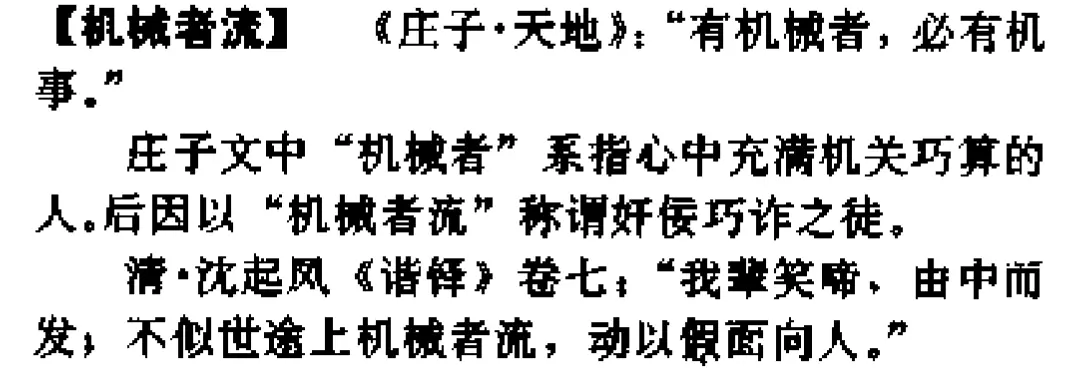 【机械者流】 《庄子·天地》：“有机械者，必有机
事。”
庄子文中“机械者”系指心中充满机关巧算的
人。后因以“机械者流”称谓奸佞巧诈之徒。
清·沈起凤《谐铎》卷七：“我辈笑啼，由中而
发；不似世途上机械者流，动以假面向人。”